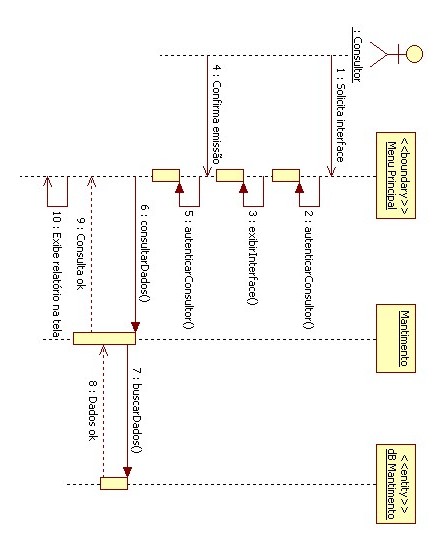 : Consultor
<<boundary>>
Menu Principal
Mantimento
<<entity>>
dB Mantimento
1 : Solicita interface
2 : autenticarConsultor()
3 : exibirInterface()
4 : Confirma emissão
5 : autenticarConsultor()
6 : consultarDados()
7 : buscarDados()
8 : Dados ok
9 : Consulta ok
10 : Exibe relatório na tela